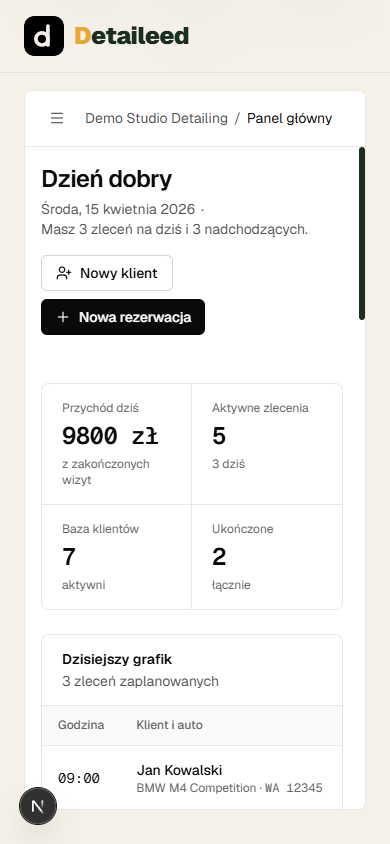 d Detaileed
Demo Studio Detailing / Panel główny
Dzień dobry
Środa, 15 kwietnia 2026 ·
Masz 3 zleceń na dziś i 3 nadchodzących.
Nowy klient
Nowa rezerwacja
Przychód dziś
9800 zł
z zakończonych
wizyt
Aktywne zlecenia
5
3 dziś
Baza klientów
7
aktywni
Ukończone
2
łącznie
Dzisiejszy grafik
3 zleceń zaplanowanych
Godzina Klient i auto
09:00 Jan Kowalski
BMW M4 Competition · WA 12345
N